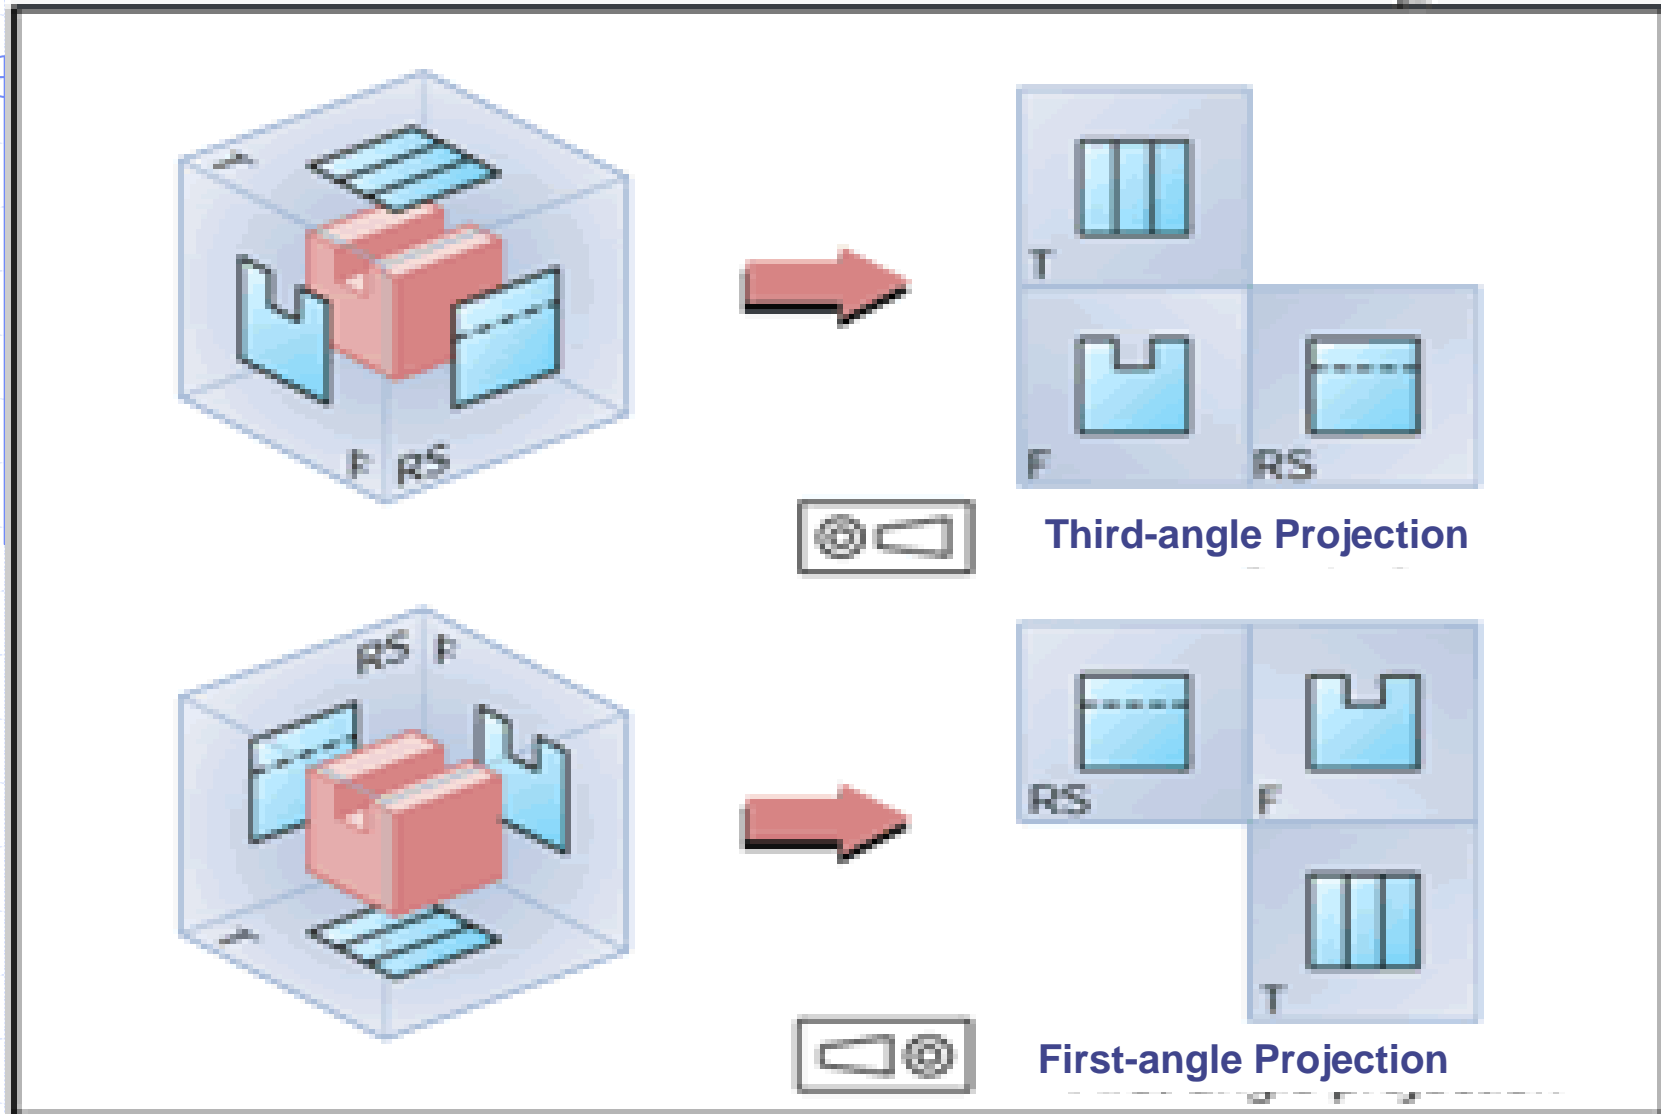 T
F RS
T
F
RS
Third-angle Projection
RS F
T
RS
F
T
First-angle Projection